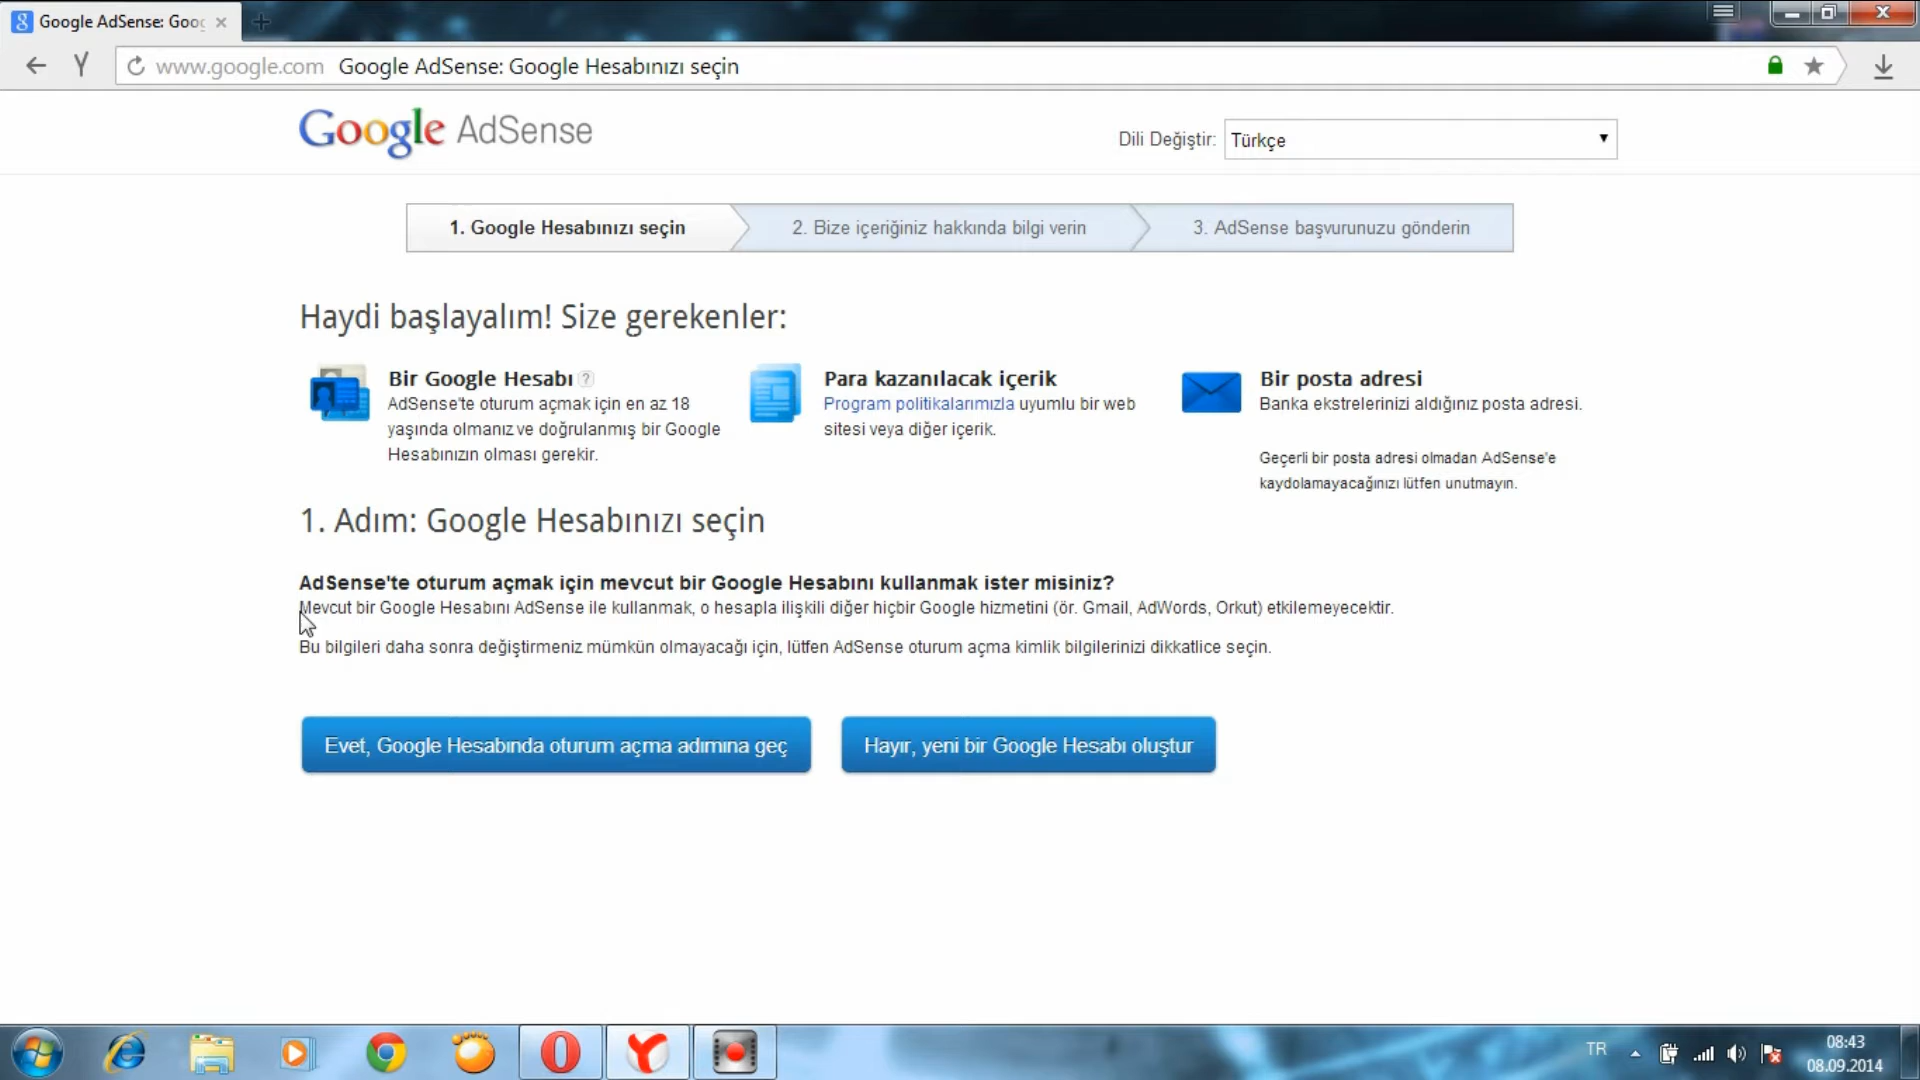 Google AdSense: Goog
www.google.com Google AdSense: Google Hesabınızı seçin
Google AdSense
Dili Değiştir: Türkçe
1. Google Hesabınızı seçin
2. Bize içeriğiniz hakkında bilgi verin
3. AdSense başvurunuzu gönderin
Haydi başlayalım! Size gerekenler:
Bir Google Hesabı ?
AdSense'te oturum açmak için en az 18
yaşında olmanız ve doğrulanmış bir Google
Hesabınızın olması gerekir.
Para kazanılacak içerik
Program politikalarımızla uyumlu bir web
sitesi veya diğer içerik.
Bir posta adresi
Banka ekstrelerinizi aldığınız posta adresi.
Geçerli bir posta adresi olmadan AdSense'e
kaydolamayacağınızı lütfen unutmayın.
1. Adım: Google Hesabınızı seçin
AdSense'te oturum açmak için mevcut bir Google Hesabını kullanmak ister misiniz?
Mevcut bir Google Hesabını AdSense ile kullanmak, o hesapla ilişkili diğer hiçbir Google hizmetini (ör. Gmail, AdWords, Orkut) etkilemeyecektir.
Bu bilgileri daha sonra değiştirmeniz mümkün olmayacağı için, lütfen AdSense oturum açma kimlik bilgilerinizi dikkatlice seçin.
Evet, Google Hesabında oturum açma adımına geç
Hayır, yeni bir Google Hesabı oluştur
TR
08:43
08.09.2014